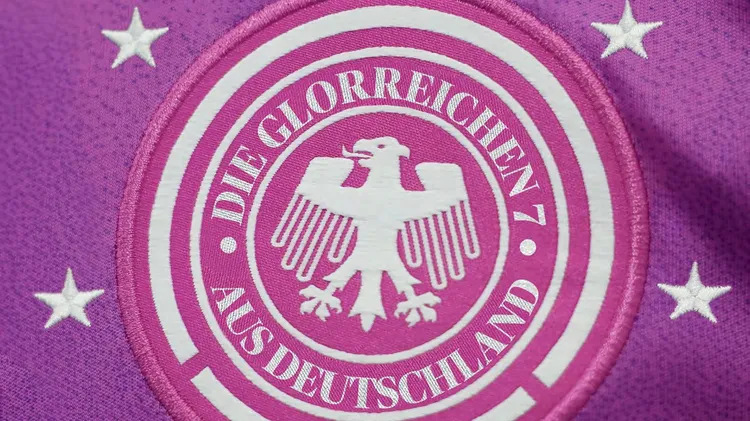 DIE GLORREICHEN 7
AUS DEUTSCHLAND